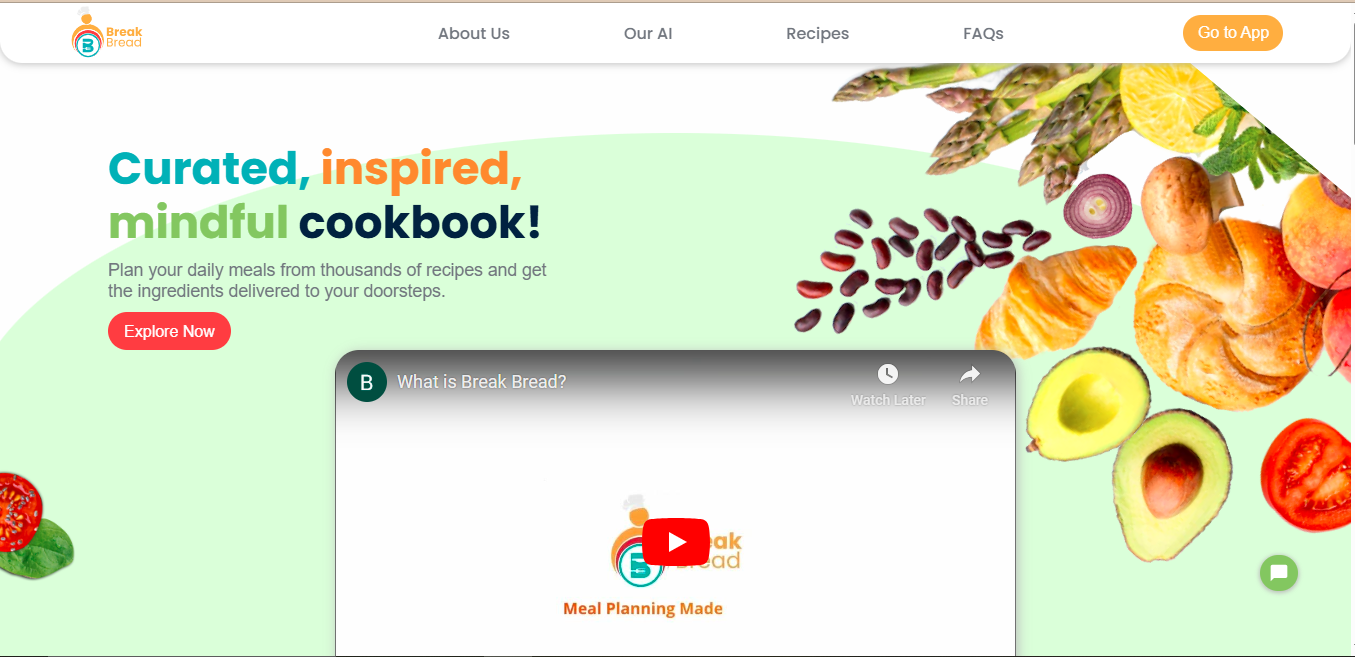 Break
Bread
About Us
Our AI
Recipes
FAQs
Go to App
Curated, inspired,
mindful cookbook!
Plan your daily meals from thousands of recipes and get
the ingredients delivered to your doorsteps.
Explore Now
B
What is Break Bread?
Watch Later
Share
eak
Bread
Meal Planning Made